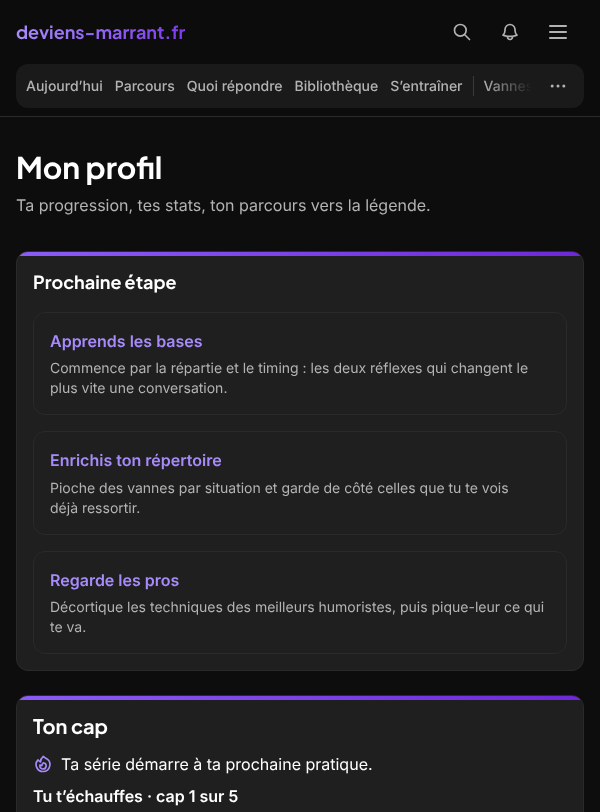 deviens-marrant.fr
Aujourd’hui Parcours Quoi répondre Bibliothèque S’entraîner Vannes
Mon profil
Ta progression, tes stats, ton parcours vers la légende.
Prochaine étape
Apprends les bases
Commence par la répartie et le timing : les deux réflexes qui changent le
plus vite une conversation.
Enrichis ton répertoire
Pioche des vannes par situation et garde de côté celles que tu te vois
déjà ressortir.
Regarde les pros
Décortique les techniques des meilleurs humoristes, puis pique-leur ce qui
te va.
Ton cap
Ta série démarre à ta prochaine pratique.
Tu t’échauffes · cap 1 sur 5